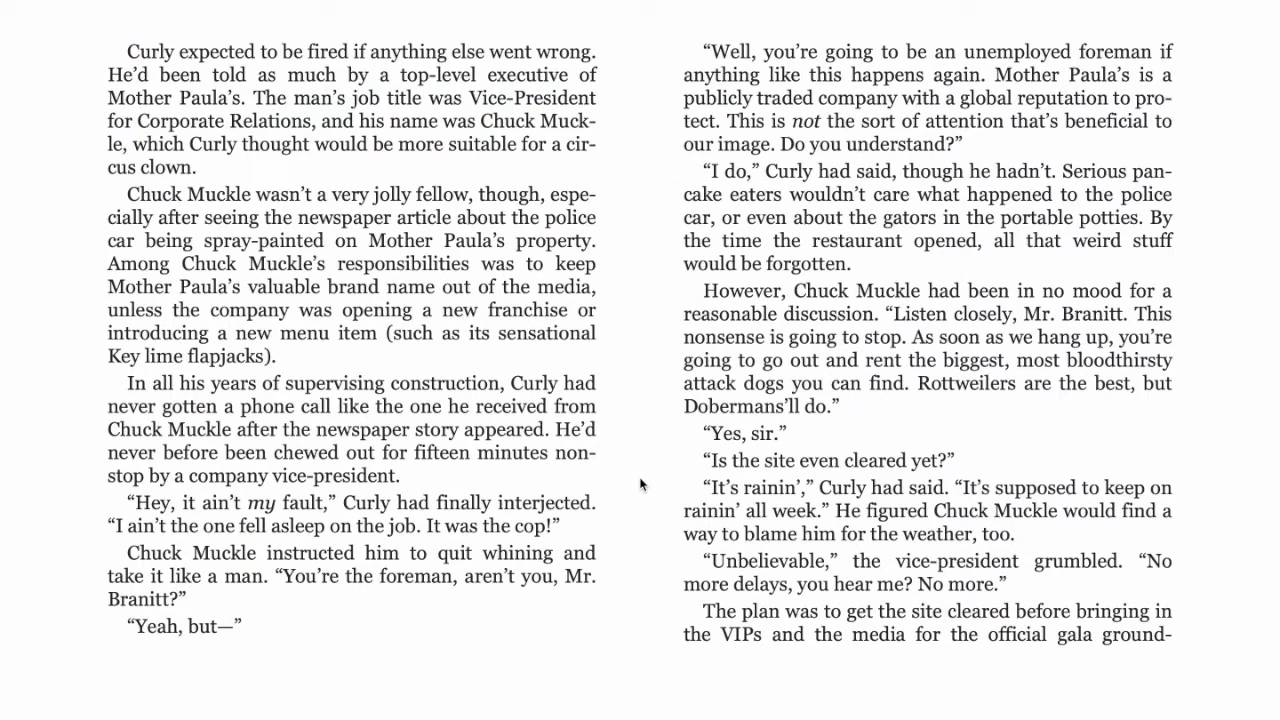 Curly expected to be fired if anything else went wrong.
He’d been told as much by a top-level executive of
Mother Paula’s. The man’s job title was Vice-President
for Corporate Relations, and his name was Chuck Muck-
le, which Curly thought would be more suitable for a cir-
cus clown.
Chuck Muckle wasn’t a very jolly fellow, though, espe-
cially after seeing the newspaper article about the police
car being spray-painted on Mother Paula’s property.
Among Chuck Muckle’s responsibilities was to keep
Mother Paula’s valuable brand name out of the media,
unless the company was opening a new franchise or
introducing a new menu item (such as its sensational
Key lime flapjacks).
In all his years of supervising construction, Curly had
never gotten a phone call like the one he received from
Chuck Muckle after the newspaper story appeared. He’d
never before been chewed out for fifteen minutes non-
stop by a company vice-president.
“Hey, it ain’t my fault,” Curly had finally interjected.
“I ain’t the one fell asleep on the job. It was the cop!”
Chuck Muckle instructed him to quit whining and
take it like a man. “You’re the foreman, aren’t you, Mr.
Branitt?”
“Yeah, but—”
“Well, you’re going to be an unemployed foreman if
anything like this happens again. Mother Paula’s is a
publicly traded company with a global reputation to pro-
tect. This is not the sort of attention that’s beneficial to
our image. Do you understand?”
“I do,” Curly had said, though he hadn’t. Serious pan-
cake eaters wouldn’t care what happened to the police
car, or even about the gators in the portable potties. By
the time the restaurant opened, all that weird stuff
would be forgotten.
However, Chuck Muckle had been in no mood for a
reasonable discussion. “Listen closely, Mr. Branitt. This
nonsense is going to stop. As soon as we hang up, you’re
going to go out and rent the biggest, most bloodthirsty
attack dogs you can find. Rottweilers are the best, but
Dobermans’ll do.”
“Yes, sir.”
“Is the site even cleared yet?”
“It’s rainin’,” Curly had said. “It’s supposed to keep on
rainin’ all week.” He figured Chuck Muckle would find a
way to blame him for the weather, too.
“Unbelievable,” the vice-president grumbled. “No
more delays, you hear me? No more.”
The plan was to get the site cleared before bringing in
the VIPs and the media for the official gala ground-